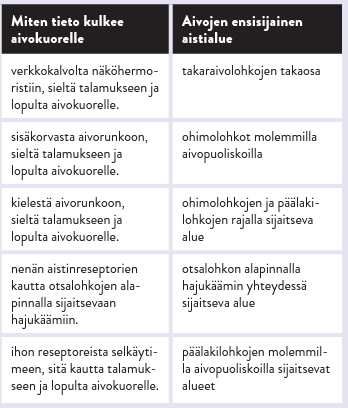 Miten tieto kulkee
aivokuorelle
Aivojen ensisijainen
aistialue
verkkokalvolta näköhermo-
ristiin, sieltä talamukseen ja
lopulta aivokuorelle.
takaraivolohkojen takaosa
sisäkorvasta aivorunkoon,
sieltä talamukseen ja
lopulta aivokuorelle.
ohimolohkot molemmilla
aivopuoliskoilla
kielestä aivorunkoon,
sieltä talamukseen ja
lopulta aivokuorelle.
ohimolohkojen ja päälaki-
lohkojen rajalla sijaitseva
alue
nenän aistinreseptorien
kautta otsalohkojen ala-
pinnalla sijaitsevaan
hajukäämiin.
otsalohkon alapinnalla
hajukäämin yhteydessä
sijaitseva alue
ihon reseptoreista selkäyti-
meen, sitä kautta talamuk-
seen ja lopulta aivokuorelle.
päälakilohkojen molemmil-
la aivopuoliskoilla sijaitsevat
alueet